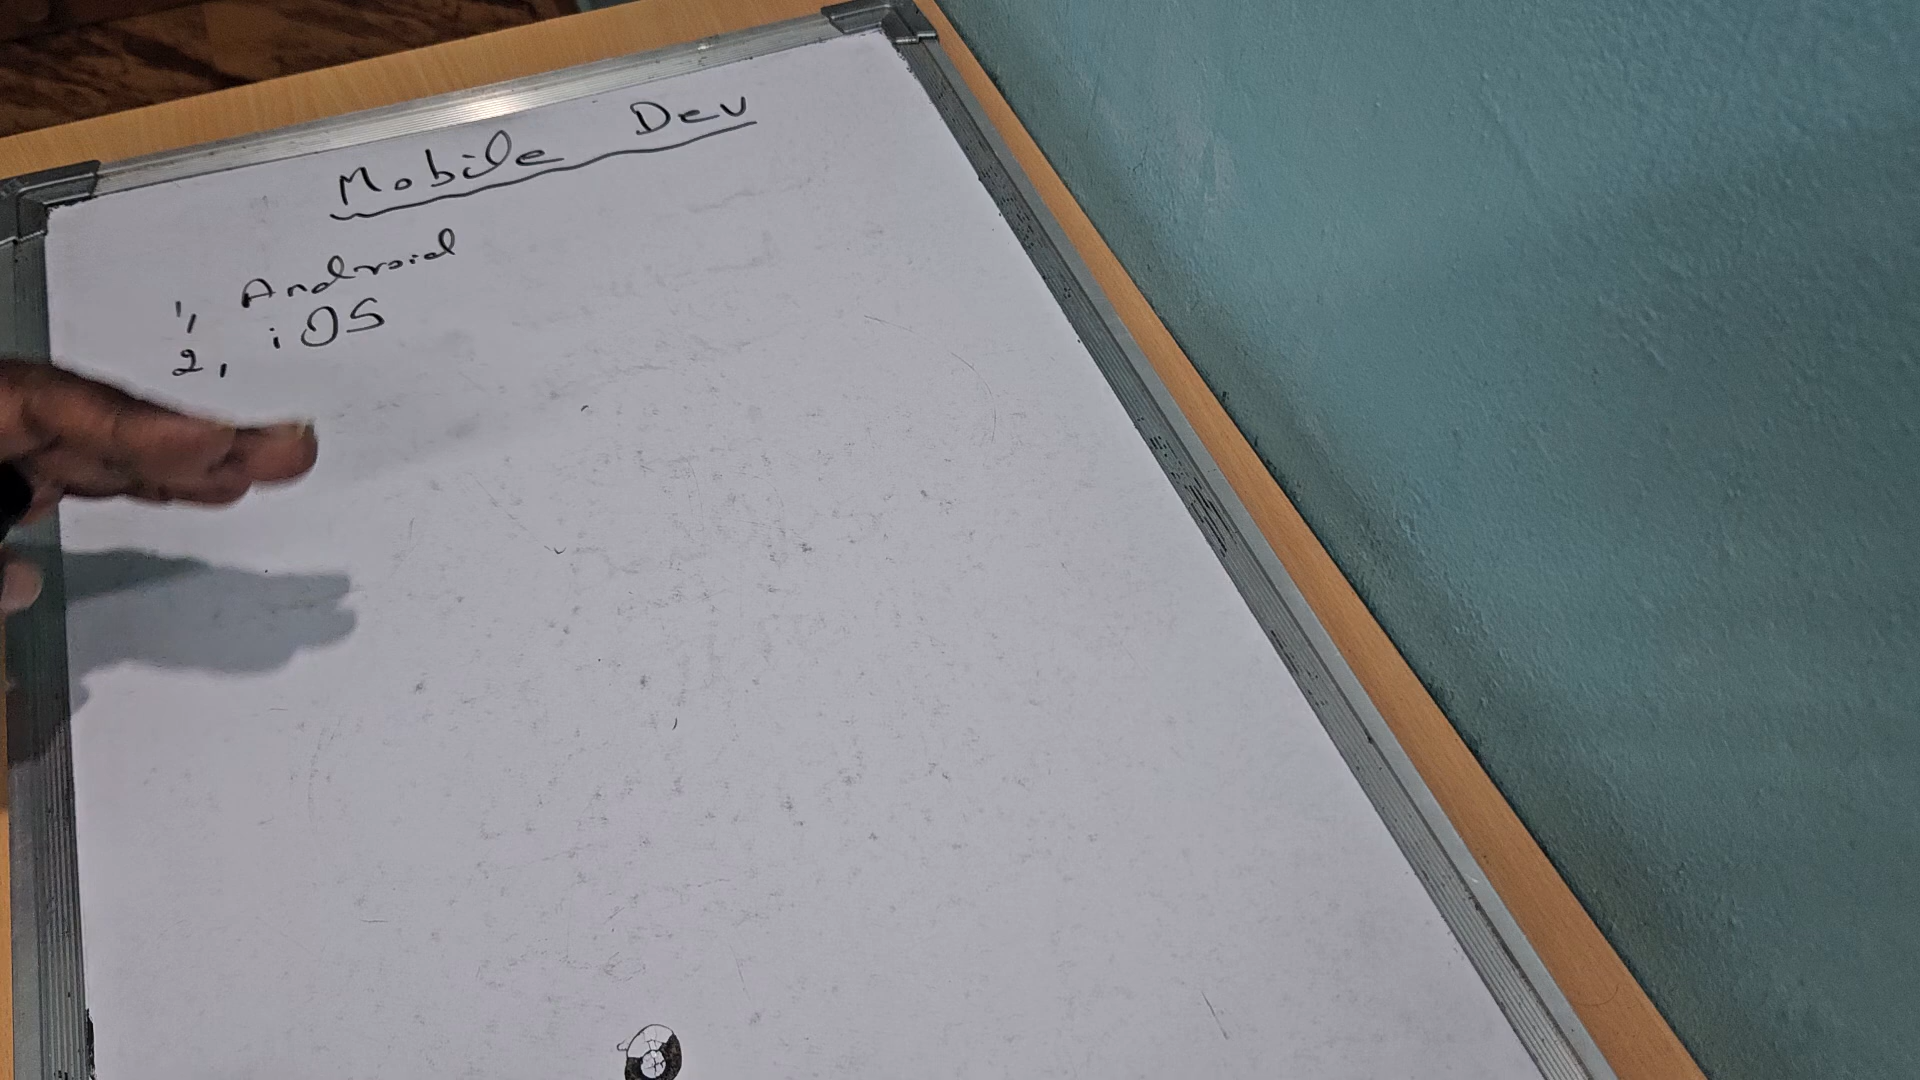 Mobile Dev
1, Android
2, iOS